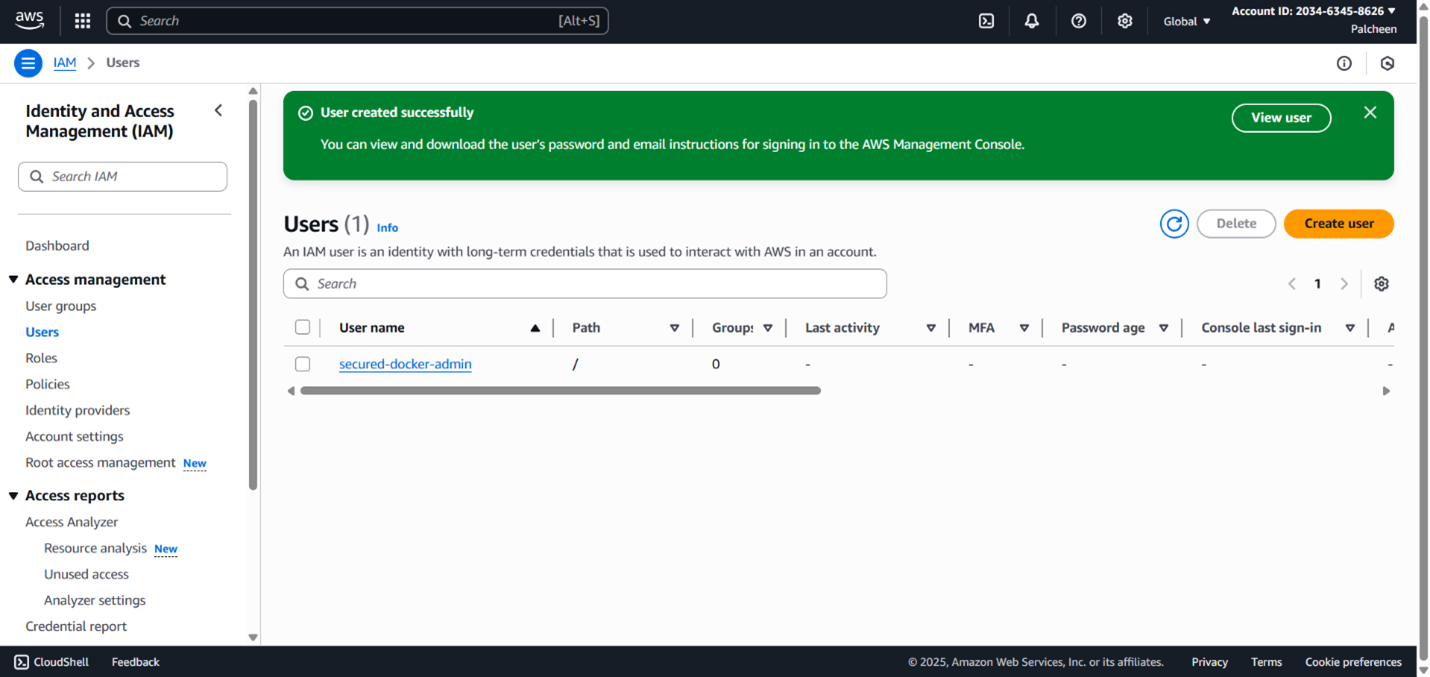 aws
Search [Alt+S]
Global
Account ID: 2034-6345-8626
Palcheen
IAM > Users
Identity and Access
Management (IAM)
Search IAM
Dashboard
Access management
User groups
Users
Roles
Policies
Identity providers
Account settings
Root access management New
Access reports
Access Analyzer
Resource analysis New
Unused access
Analyzer settings
Credential report
User created successfully
You can view and download the user's password and email instructions for signing in to the AWS Management Console.
View user
Users (1) Info
Delete
Create user
An IAM user is an identity with long-term credentials that is used to interact with AWS in an account.
Search
1
User name Path Group: Last activity MFA Password age Console last sign-in A
secured-docker-admin / 0 - - - - -
CloudShell Feedback © 2025, Amazon Web Services, Inc. or its affiliates. Privacy Terms Cookie preferences